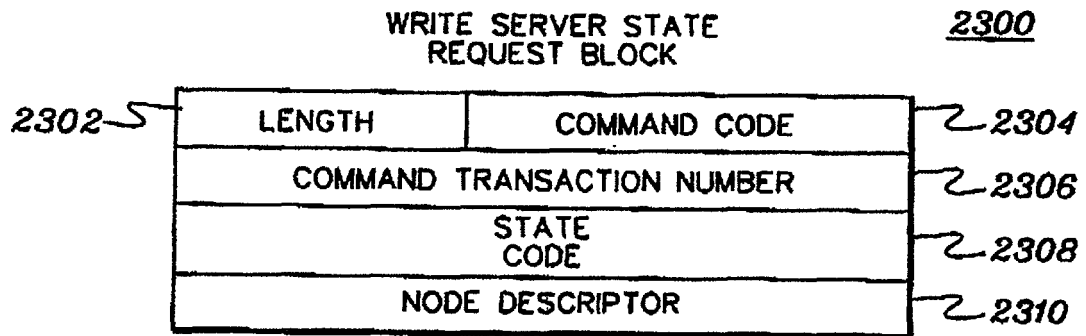 WRITE SERVER STATE
REQUEST BLOCK
2300
2302
LENGTH
COMMAND CODE
2304
COMMAND TRANSACTION NUMBER
2306
STATE
CODE
2308
NODE DESCRIPTOR
2310